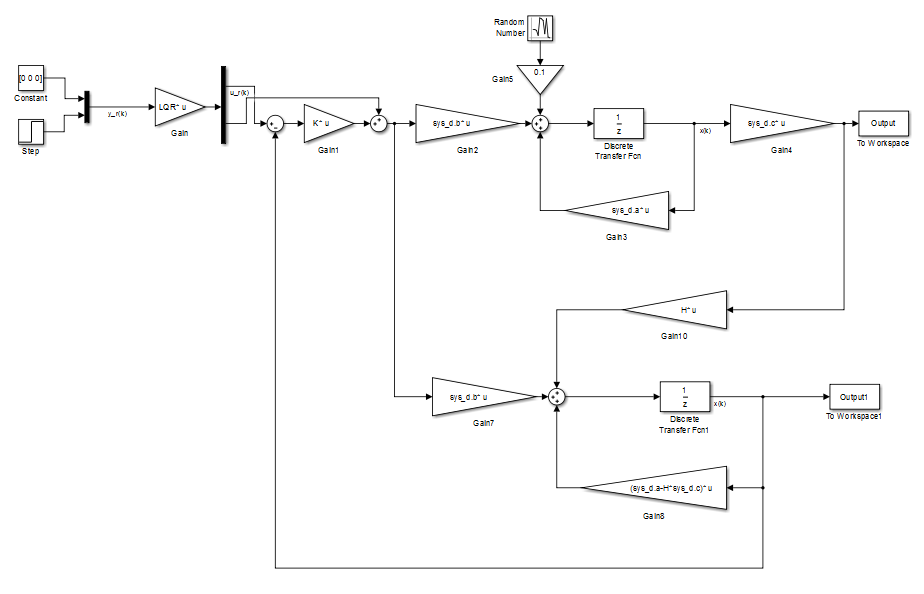 Random
Number
0.1
Gain5
[0 0 0]
Constant
Step
y_r(k)
LQR* u
Gain
u_r(k)
+
−
K* u
Gain1
+
+
sys_d.b* u
Gain2
+
+
+
1
z
Discrete
Transfer Fcn
x(k)
sys_d.c* u
Gain4
Output
To Workspace
sys_d.a* u
Gain3
H* u
Gain10
sys_d.b* u
Gain7
+
+
+
1
z
Discrete
Transfer Fcn1
x(k)
Output1
To Workspace1
(sys_d.a-H*sys_d.c)* u
Gain8